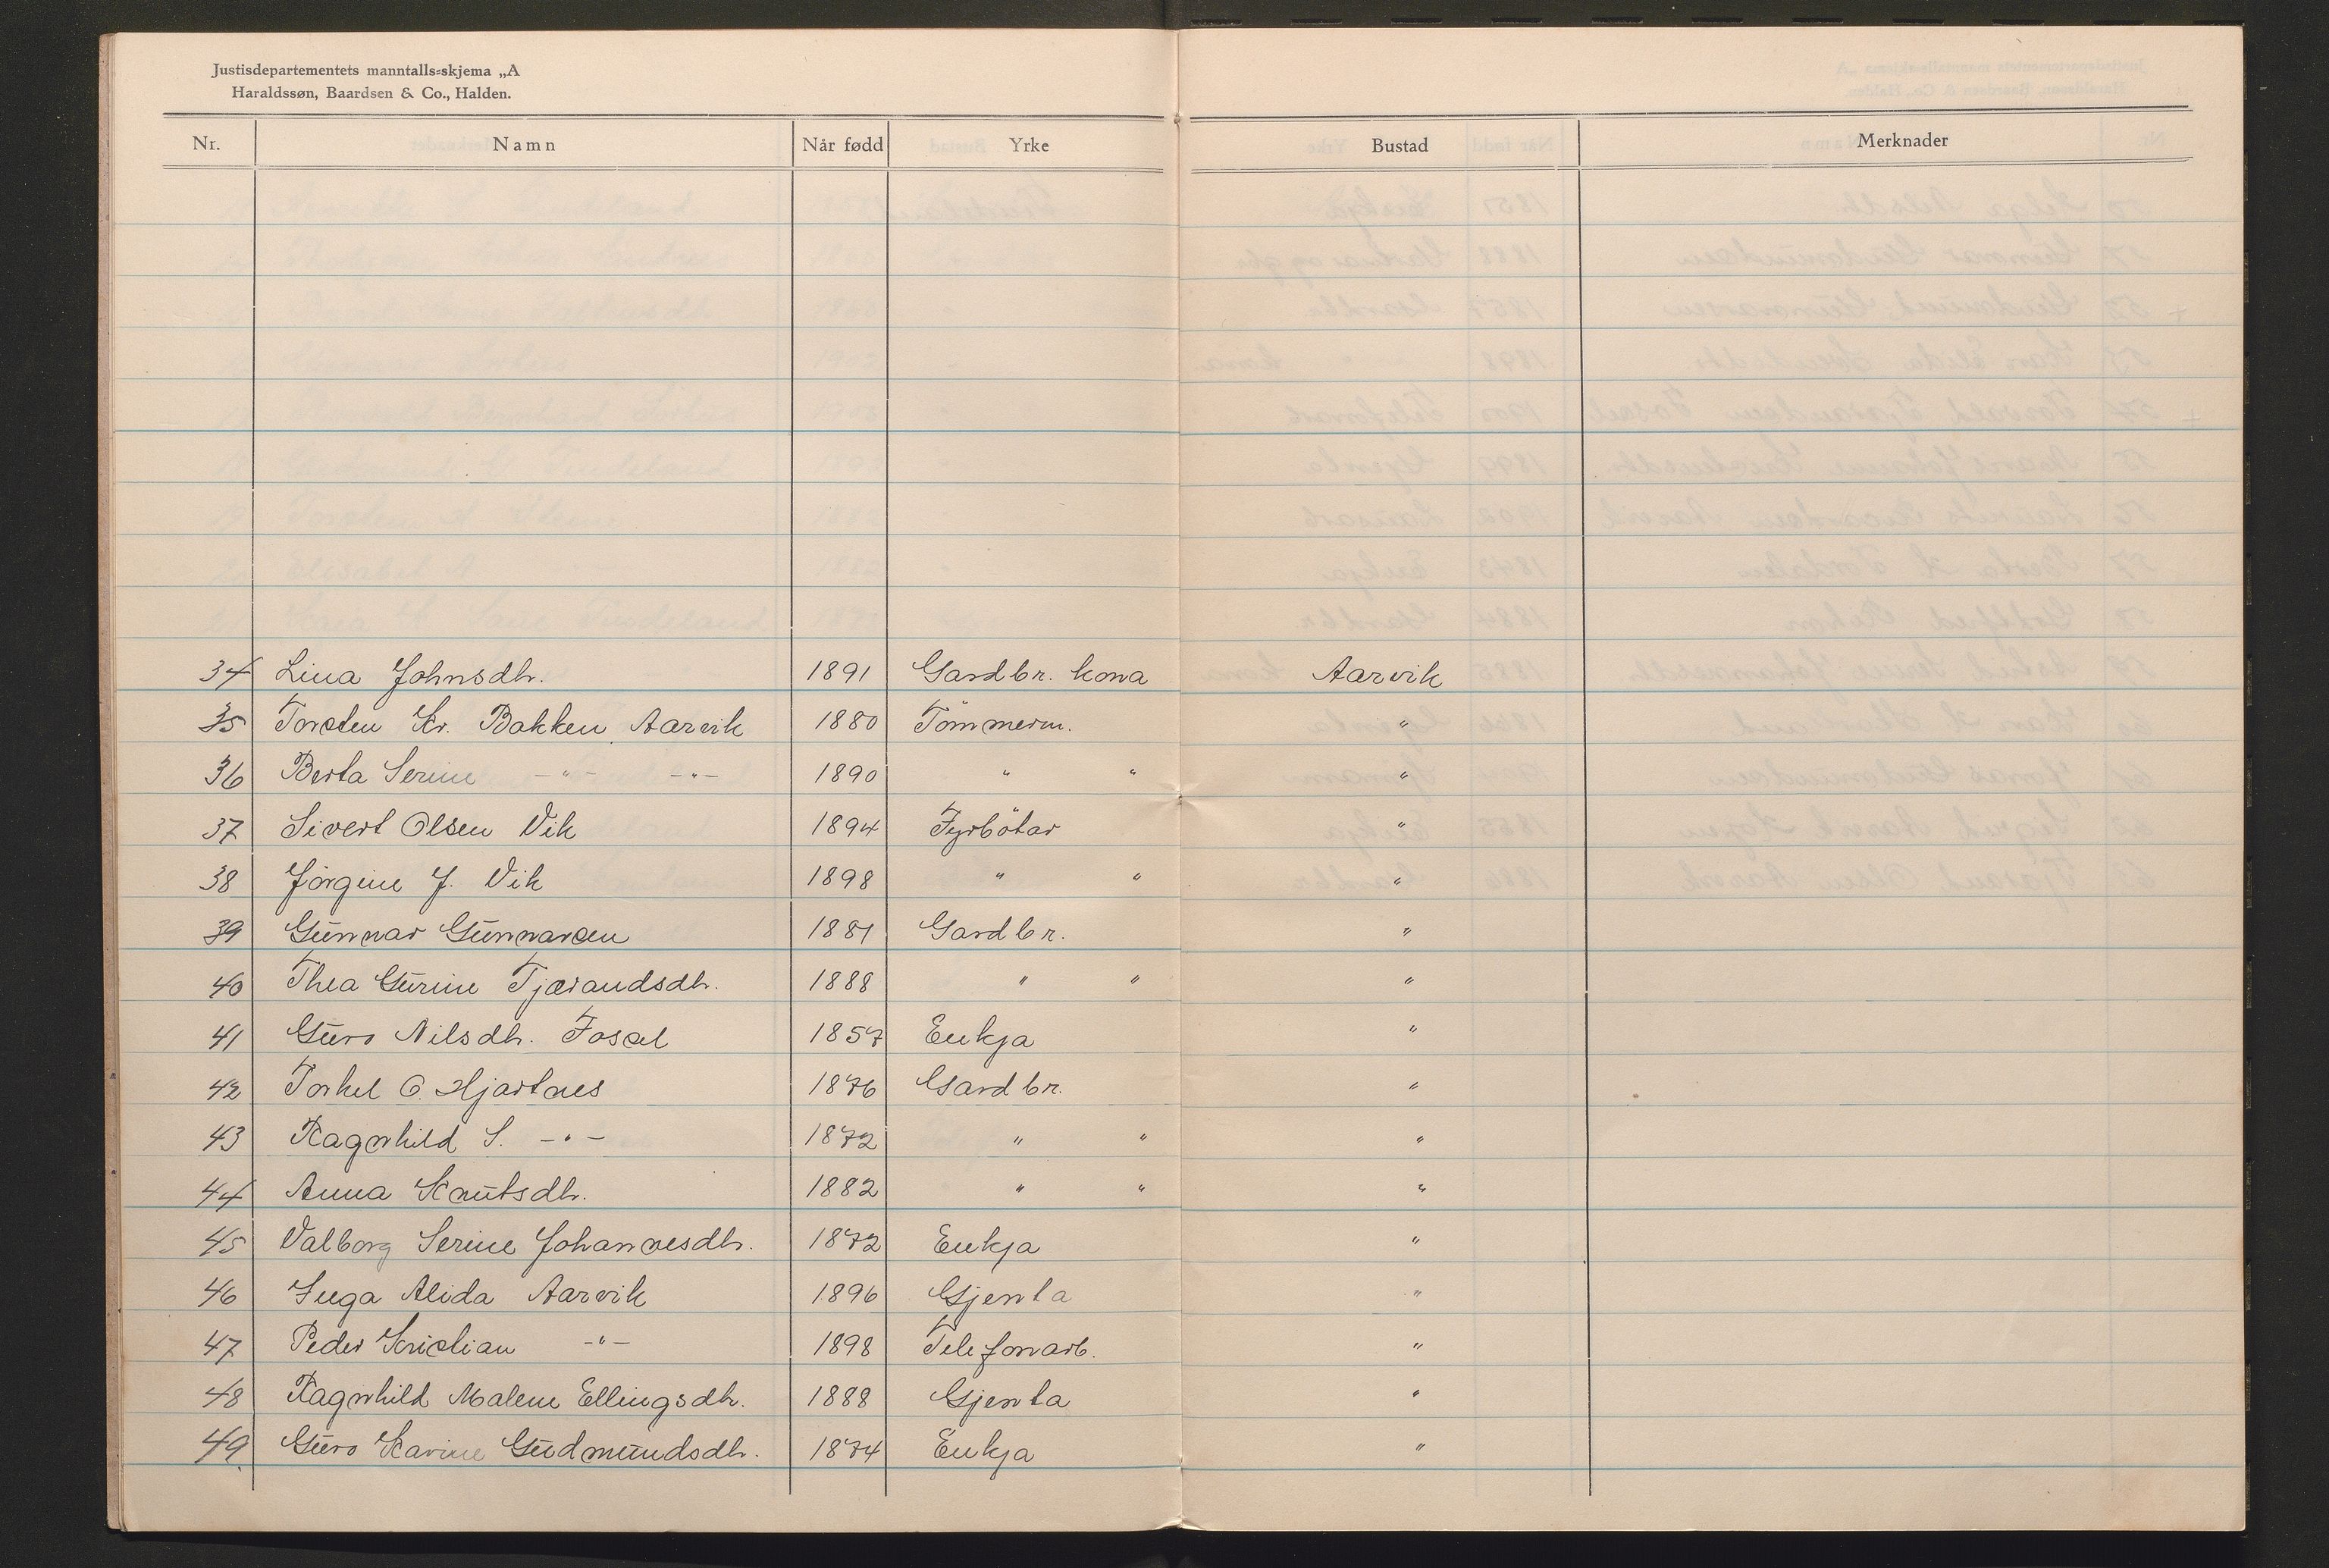 Justisdepartementets manntalls-skjema „A
Haraldssøn, Baardsen & Co., Halden.
Nr. Namn Når fødd Yrke Bustad Merknader
34 Lina Johnsdtr. 1891 Gardbr. kona Aarvik
35 Torsten Kr. Bakken Aarvik 1880 Tömmerm. "
36 Berta Serine -"- -"- 1890 " " "
37 Sivert Olsen Vik 1894 Fyrbötar "
38 Jörgine J. Vik 1898 " " "
39 Gunnar Gunnarsen 1881 Gardbr. "
40 Thea Gurine Tjærandsdtr. 1888 " " "
41 Guro Nilsdtr. Fosset 1857 Enkja "
42 Torkel O. Hjartnes 1876 Gardbr. "
43 Ragnhild S. -"- 1872 " " "
44 Anna Knutsdtr. 1882 " " "
45 Valborg Serine Johannesdtr. 1872 Enkja "
46 Inga Alida Aarvik 1896 Gjenta "
47 Peder Kristian -"- 1898 Telefonarb. "
48 Ragnhild Malene Ellingsdtr. 1888 Gjenta "
49 Guro Karine Gudmundsdtr. 1874 Enkja "